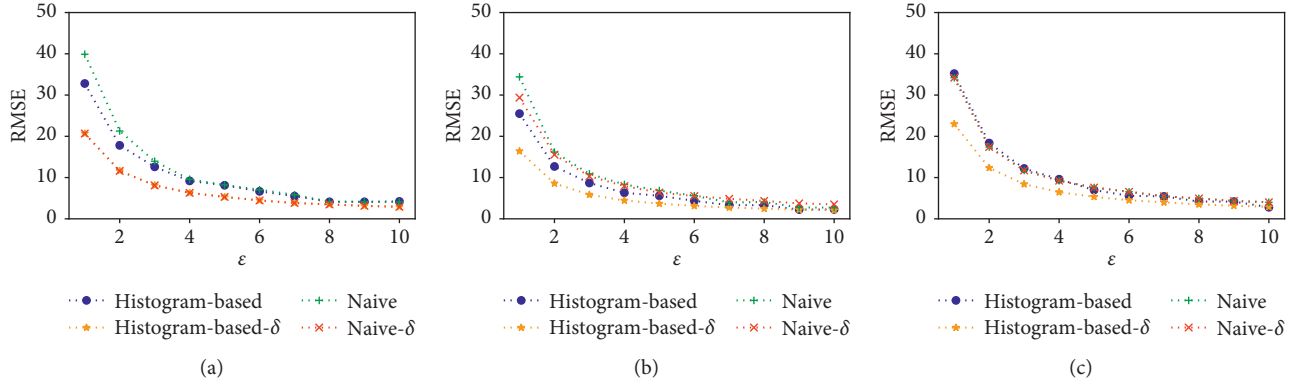 50
40
30
20
10
0
RMSE
2 4 6 8 10
ε
Histogram-based
Histogram-based-δ
Naive
Naive-δ
(a)
50
40
30
20
10
0
RMSE
2 4 6 8 10
ε
Histogram-based
Histogram-based-δ
Naive
Naive-δ
(b)
50
40
30
20
10
0
RMSE
2 4 6 8 10
ε
Histogram-based
Histogram-based-δ
Naive
Naive-δ
(c)